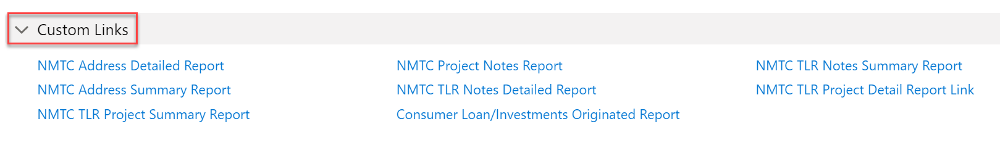 Custom Links
NMTC Address Detailed Report
NMTC Project Notes Report
NMTC TLR Notes Summary Report
NMTC Address Summary Report
NMTC TLR Notes Detailed Report
NMTC TLR Project Detail Report Link
NMTC TLR Project Summary Report
Consumer Loan/Investments Originated Report